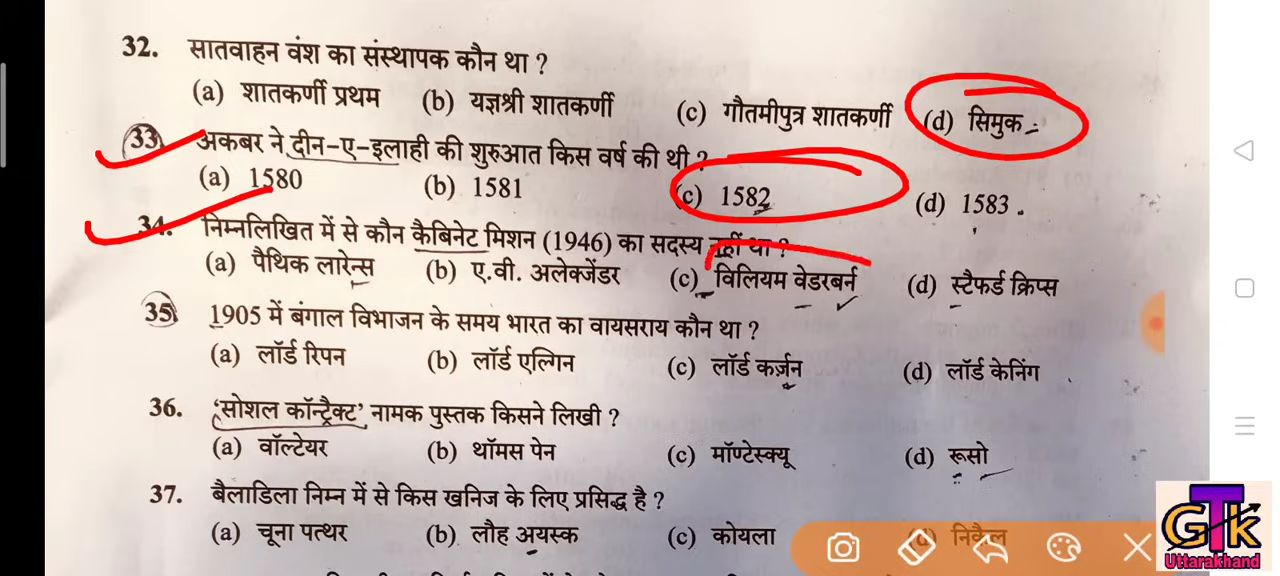 32. सातवाहन वंश का संस्थापक कौन था ?
(a) शातकर्णी प्रथम (b) यज्ञश्री शातकर्णी (c) गौतमीपुत्र शातकर्णी (d) सिमुक
33. अकबर ने दीन-ए-इलाही की शुरुआत किस वर्ष की थी ?
(a) 1580 (b) 1581 (c) 1582 (d) 1583
34. निम्नलिखित में से कौन कैबिनेट मिशन (1946) का सदस्य नहीं था ?
(a) पैथिक लारेन्स (b) ए.वी. अलेक्जेंडर (c) विलियम वेडरबर्न (d) स्टैफर्ड क्रिप्स
35. 1905 में बंगाल विभाजन के समय भारत का वायसराय कौन था ?
(a) लॉर्ड रिपन (b) लॉर्ड एल्गिन (c) लॉर्ड कर्ज़न (d) लॉर्ड केनिंग
36. 'सोशल कॉन्ट्रैक्ट' नामक पुस्तक किसने लिखी ?
(a) वॉल्टेयर (b) थॉमस पेन (c) मॉण्टेस्क्यू (d) रूसो
37. बैलाडिला निम्न में से किस खनिज के लिए प्रसिद्ध है ?
(a) चूना पत्थर (b) लौह अयस्क (c) कोयला (d) निकैल
GTK
Uttarakhand